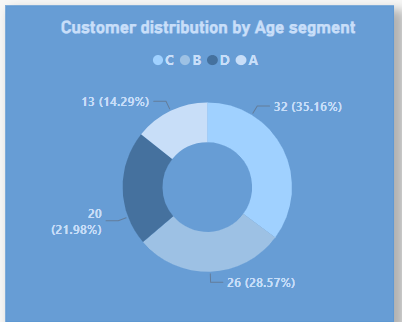 Customer distribution by Age segment
C B D A
13 (14.29%)
32 (35.16%)
20
(21.98%)
26 (28.57%)